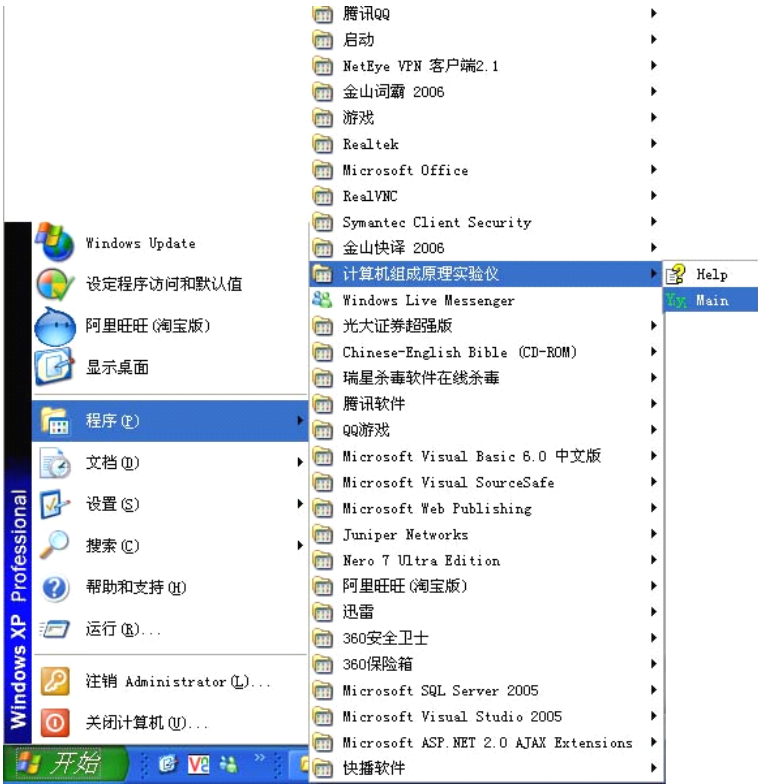 Windows Update
设定程序访问和默认值
阿里旺旺(淘宝版)
显示桌面
程序(P)
文档(D)
设置(S)
搜索(C)
帮助和支持(H)
运行(R)...
注销 Administrator(L)...
关闭计算机(U)...
Windows XP Professional
开始
腾讯QQ
启动
NetEye VPN 客户端2.1
金山词霸 2006
游戏
Realtek
Microsoft Office
RealVNC
Symantec Client Security
金山快译 2006
计算机组成原理实验仪
Windows Live Messenger
光大证券超强版
Chinese-English Bible (CD-ROM)
瑞星杀毒软件在线杀毒
腾讯软件
QQ游戏
Microsoft Visual Basic 6.0 中文版
Microsoft Visual SourceSafe
Microsoft Web Publishing
Juniper Networks
Nero 7 Ultra Edition
阿里旺旺(淘宝版)
迅雷
360安全卫士
360保险箱
Microsoft SQL Server 2005
Microsoft Visual Studio 2005
Microsoft ASP.NET 2.0 AJAX Extensions
快播软件
Help
Main